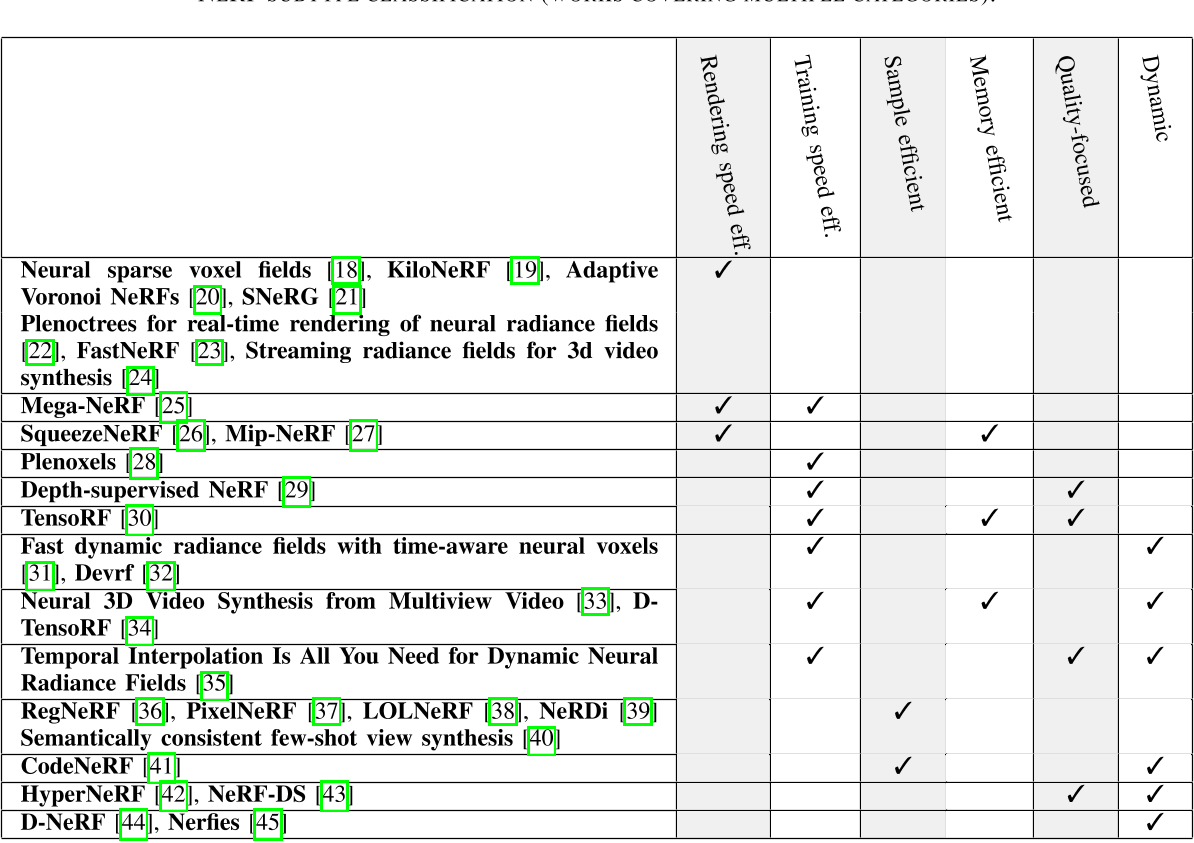 NERF SUBTYPE CLASSIFICATION (WORKS COVERING MULTIPLE CATEGORIES).
Rendering speed eff.
Training speed eff.
Sample efficient
Memory efficient
Quality-focused
Dynamic
Neural sparse voxel fields [18], KiloNeRF [19], Adaptive ✓
Voronoi NeRFs [20], SNeRG [21]
Plenoctrees for real-time rendering of neural radiance fields
[22], FastNeRF [23], Streaming radiance fields for 3d video
synthesis [24]
Mega-NeRF [25] ✓ ✓
SqueezeNeRF [26], Mip-NeRF [27] ✓ ✓
Plenoxels [28] ✓
Depth-supervised NeRF [29] ✓ ✓
TensoRF [30] ✓ ✓ ✓
Fast dynamic radiance fields with time-aware neural voxels ✓ ✓
[31], Devrf [32]
Neural 3D Video Synthesis from Multiview Video [33], D- ✓ ✓ ✓
TensoRF [34]
Temporal Interpolation Is All You Need for Dynamic Neural ✓ ✓ ✓
Radiance Fields [35]
RegNeRF [36], PixelNeRF [37], LOLNeRF [38], NeRDi [39] ✓
Semantically consistent few-shot view synthesis [40]
CodeNeRF [41] ✓ ✓
HyperNeRF [42], NeRF-DS [43] ✓ ✓
D-NeRF [44], Nerfies [45] ✓